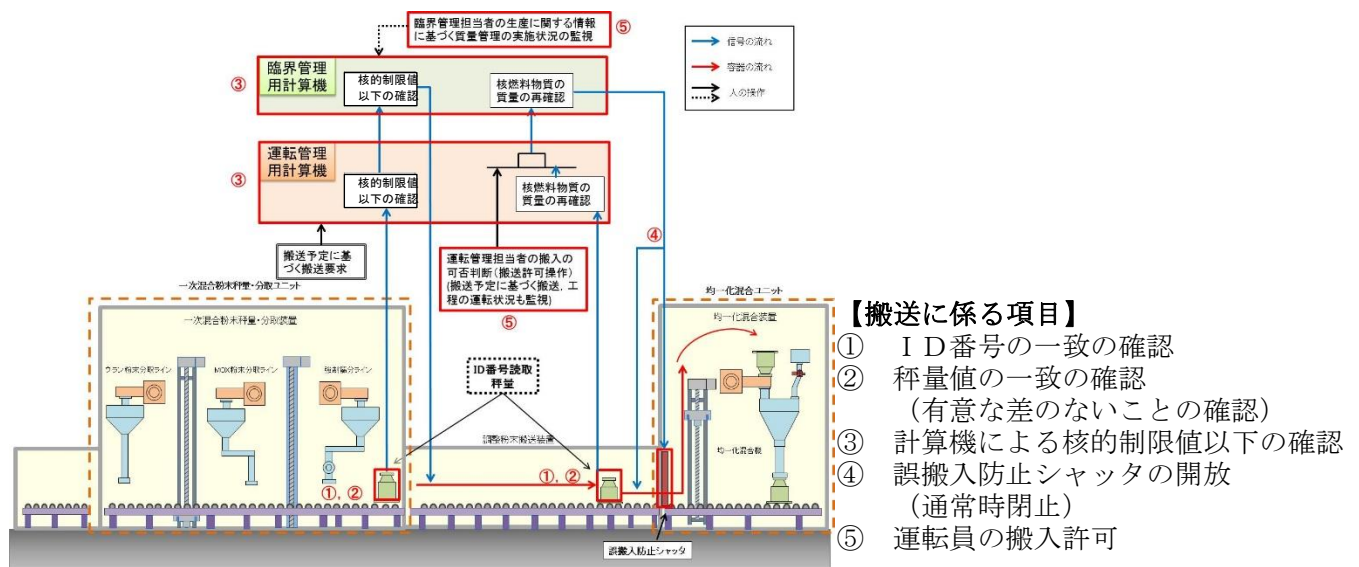 臨界管理担当者の生産に関する情報
に基づく質量管理の実施状況の監視
⑤
信号の流れ
容器の流れ
人の操作
臨界管理
用計算機
③
核的制限値
以下の確認
核燃料物質の
質量の再確認
運転管理
用計算機
③
核的制限値
以下の確認
核燃料物質の
質量の再確認
④
搬送予定に基
づく搬送要求
運転管理担当者の搬入の
可否判断(搬送許可操作)
(搬送予定に基づく搬送，工
程の運転状況も監視)
⑤
一次混合粉末秤量・分取ユニット
一次混合粉末秤量・分取装置
ウラン粉末分取ライン
MOX粉末分取ライン
ID番号読取
秤量
調整粉末搬送装置
①，②
①，②
均一化混合ユニット
均一化混合装置
均一化混合機
誤搬入防止シャッタ
【搬送に係る項目】
① ＩＤ番号の一致の確認
② 秤量値の一致の確認
（有意な差のないことの確認）
③ 計算機による核的制限値以下の確認
④ 誤搬入防止シャッタの開放
（通常時閉止）
⑤ 運転員の搬入許可